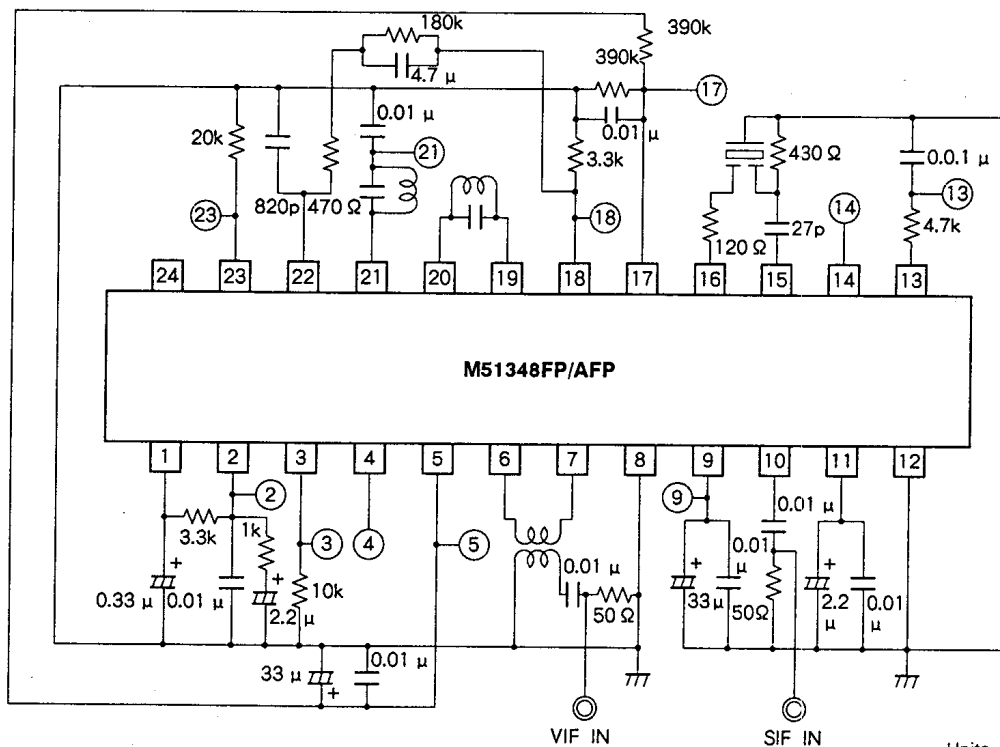 180k
390k
390k
4.7 μ
17
0.01 μ
0.01 μ
20k
21
3.3k
430 Ω
0.0.1 μ
13
23
820p
470 Ω
18
14
27p
4.7k
120 Ω
24
23
22
21
20
19
18
17
16
15
14
13
M51348FP/AFP
1
2
3
4
5
6
7
8
9
10
11
12
2
9
0.01 μ
3.3k
1k
3
4
5
0.01 μ
0.01 μ
0.33 μ
0.01 μ
2.2 μ
10k
50 Ω
33 μ
50Ω
2.2 μ
0.01 μ
33 μ
0.01 μ
VIF IN
SIF IN
Units